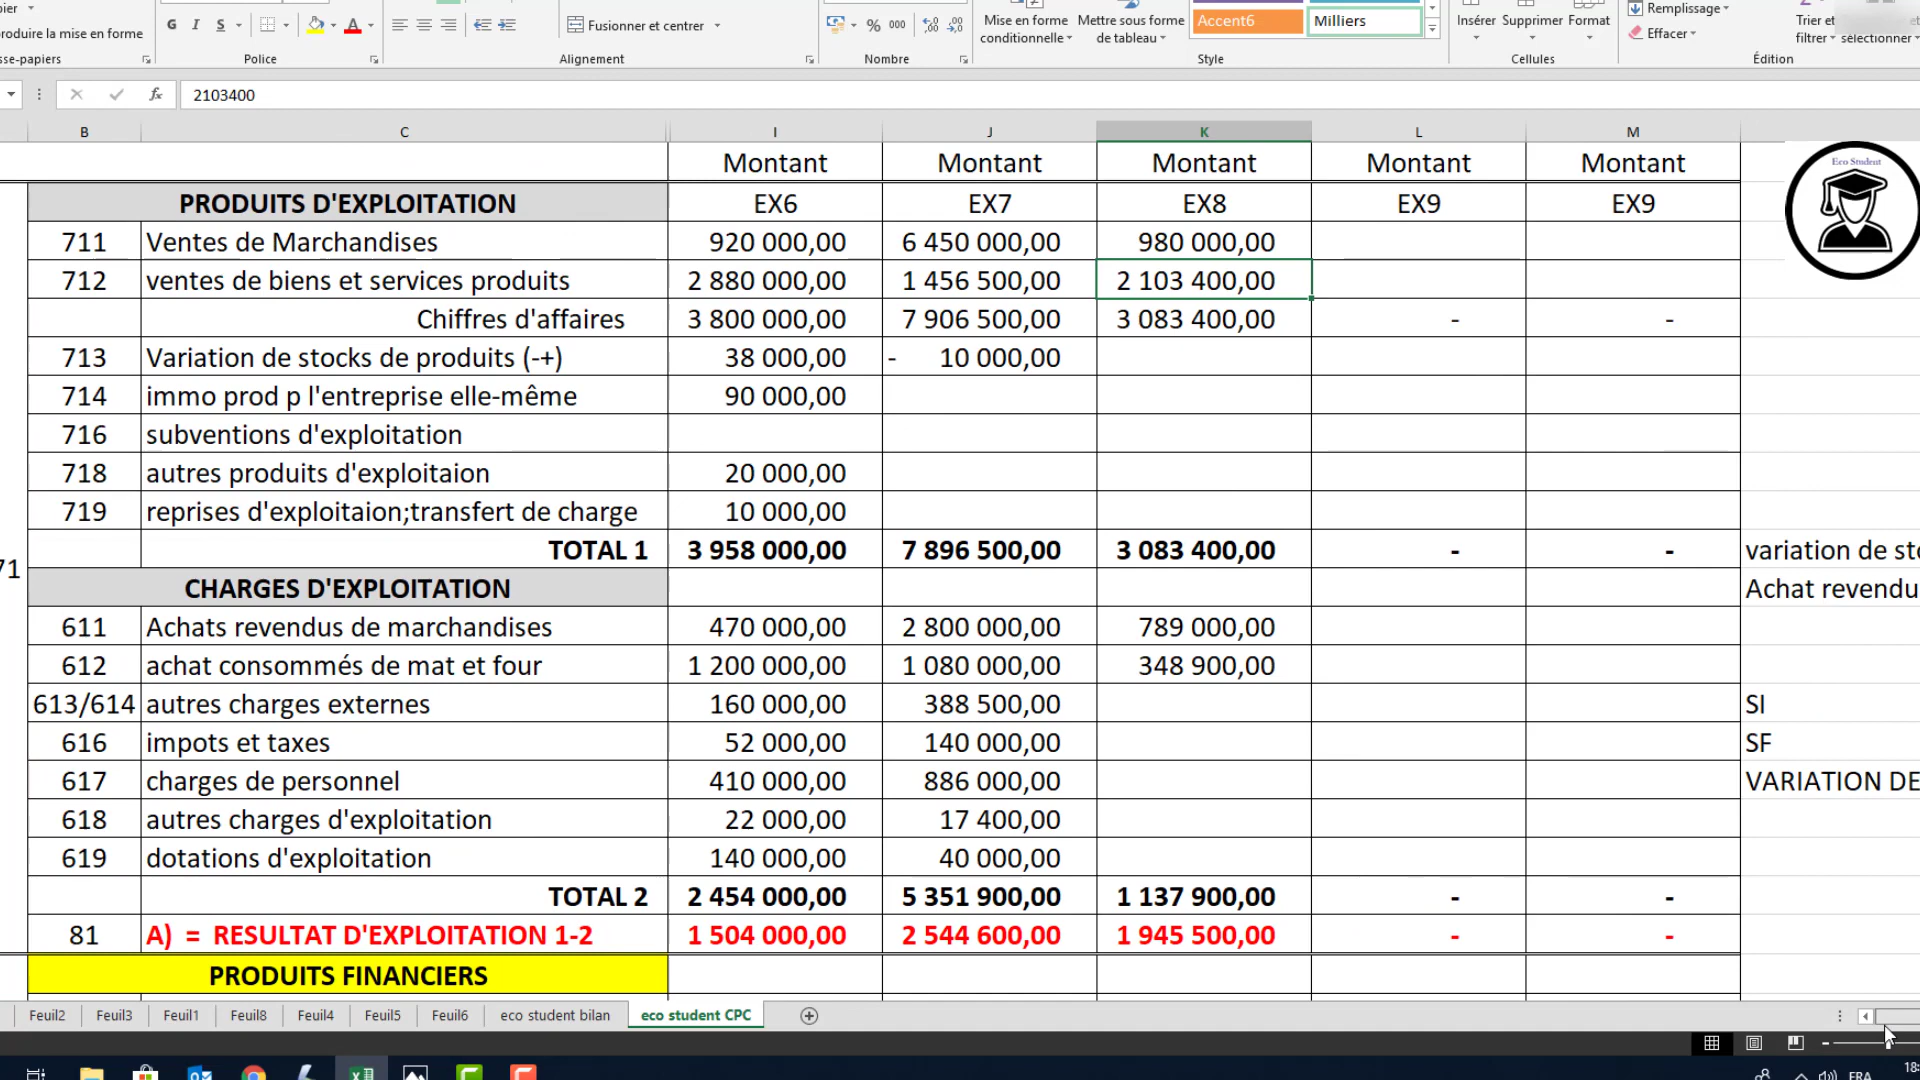 pier
produire la mise en forme
sse-papiers
G I S
Police
Fusionner et centrer
Alignement
% 000
Nombre
Mise en forme
conditionnelle
Mettre sous forme
de tableau
Accent6
Milliers
Style
Insérer
Supprimer
Format
Cellules
Remplissage
Effacer
Trier et
filtrer
sélectionner
Édition
fx 2103400
B C I J K L M
Montant Montant Montant Montant Montant
Eco Student
PRODUITS D'EXPLOITATION EX6 EX7 EX8 EX9 EX9
711 Ventes de Marchandises 920 000,00 6 450 000,00 980 000,00
712 ventes de biens et services produits 2 880 000,00 1 456 500,00 2 103 400,00
Chiffres d'affaires 3 800 000,00 7 906 500,00 3 083 400,00 - -
713 Variation de stocks de produits (-+) 38 000,00 - 10 000,00
714 immo prod p l'entreprise elle-même 90 000,00
716 subventions d'exploitation
718 autres produits d'exploitaion 20 000,00
719 reprises d'exploitaion;transfert de charge 10 000,00
TOTAL 1 3 958 000,00 7 896 500,00 3 083 400,00 - - variation de sto
71
CHARGES D'EXPLOITATION Achat revendu
611 Achats revendus de marchandises 470 000,00 2 800 000,00 789 000,00
612 achat consommés de mat et four 1 200 000,00 1 080 000,00 348 900,00
613/614 autres charges externes 160 000,00 388 500,00 SI
616 impots et taxes 52 000,00 140 000,00 SF
617 charges de personnel 410 000,00 886 000,00 VARIATION DE
618 autres charges d'exploitation 22 000,00 17 400,00
619 dotations d'exploitation 140 000,00 40 000,00
TOTAL 2 2 454 000,00 5 351 900,00 1 137 900,00 - -
81 A) = RESULTAT D'EXPLOITATION 1-2 1 504 000,00 2 544 600,00 1 945 500,00 - -
PRODUITS FINANCIERS
Feuil2 Feuil3 Feuil1 Feuil8 Feuil4 Feuil5 Feuil6 eco student bilan eco student CPC
FRA
18: